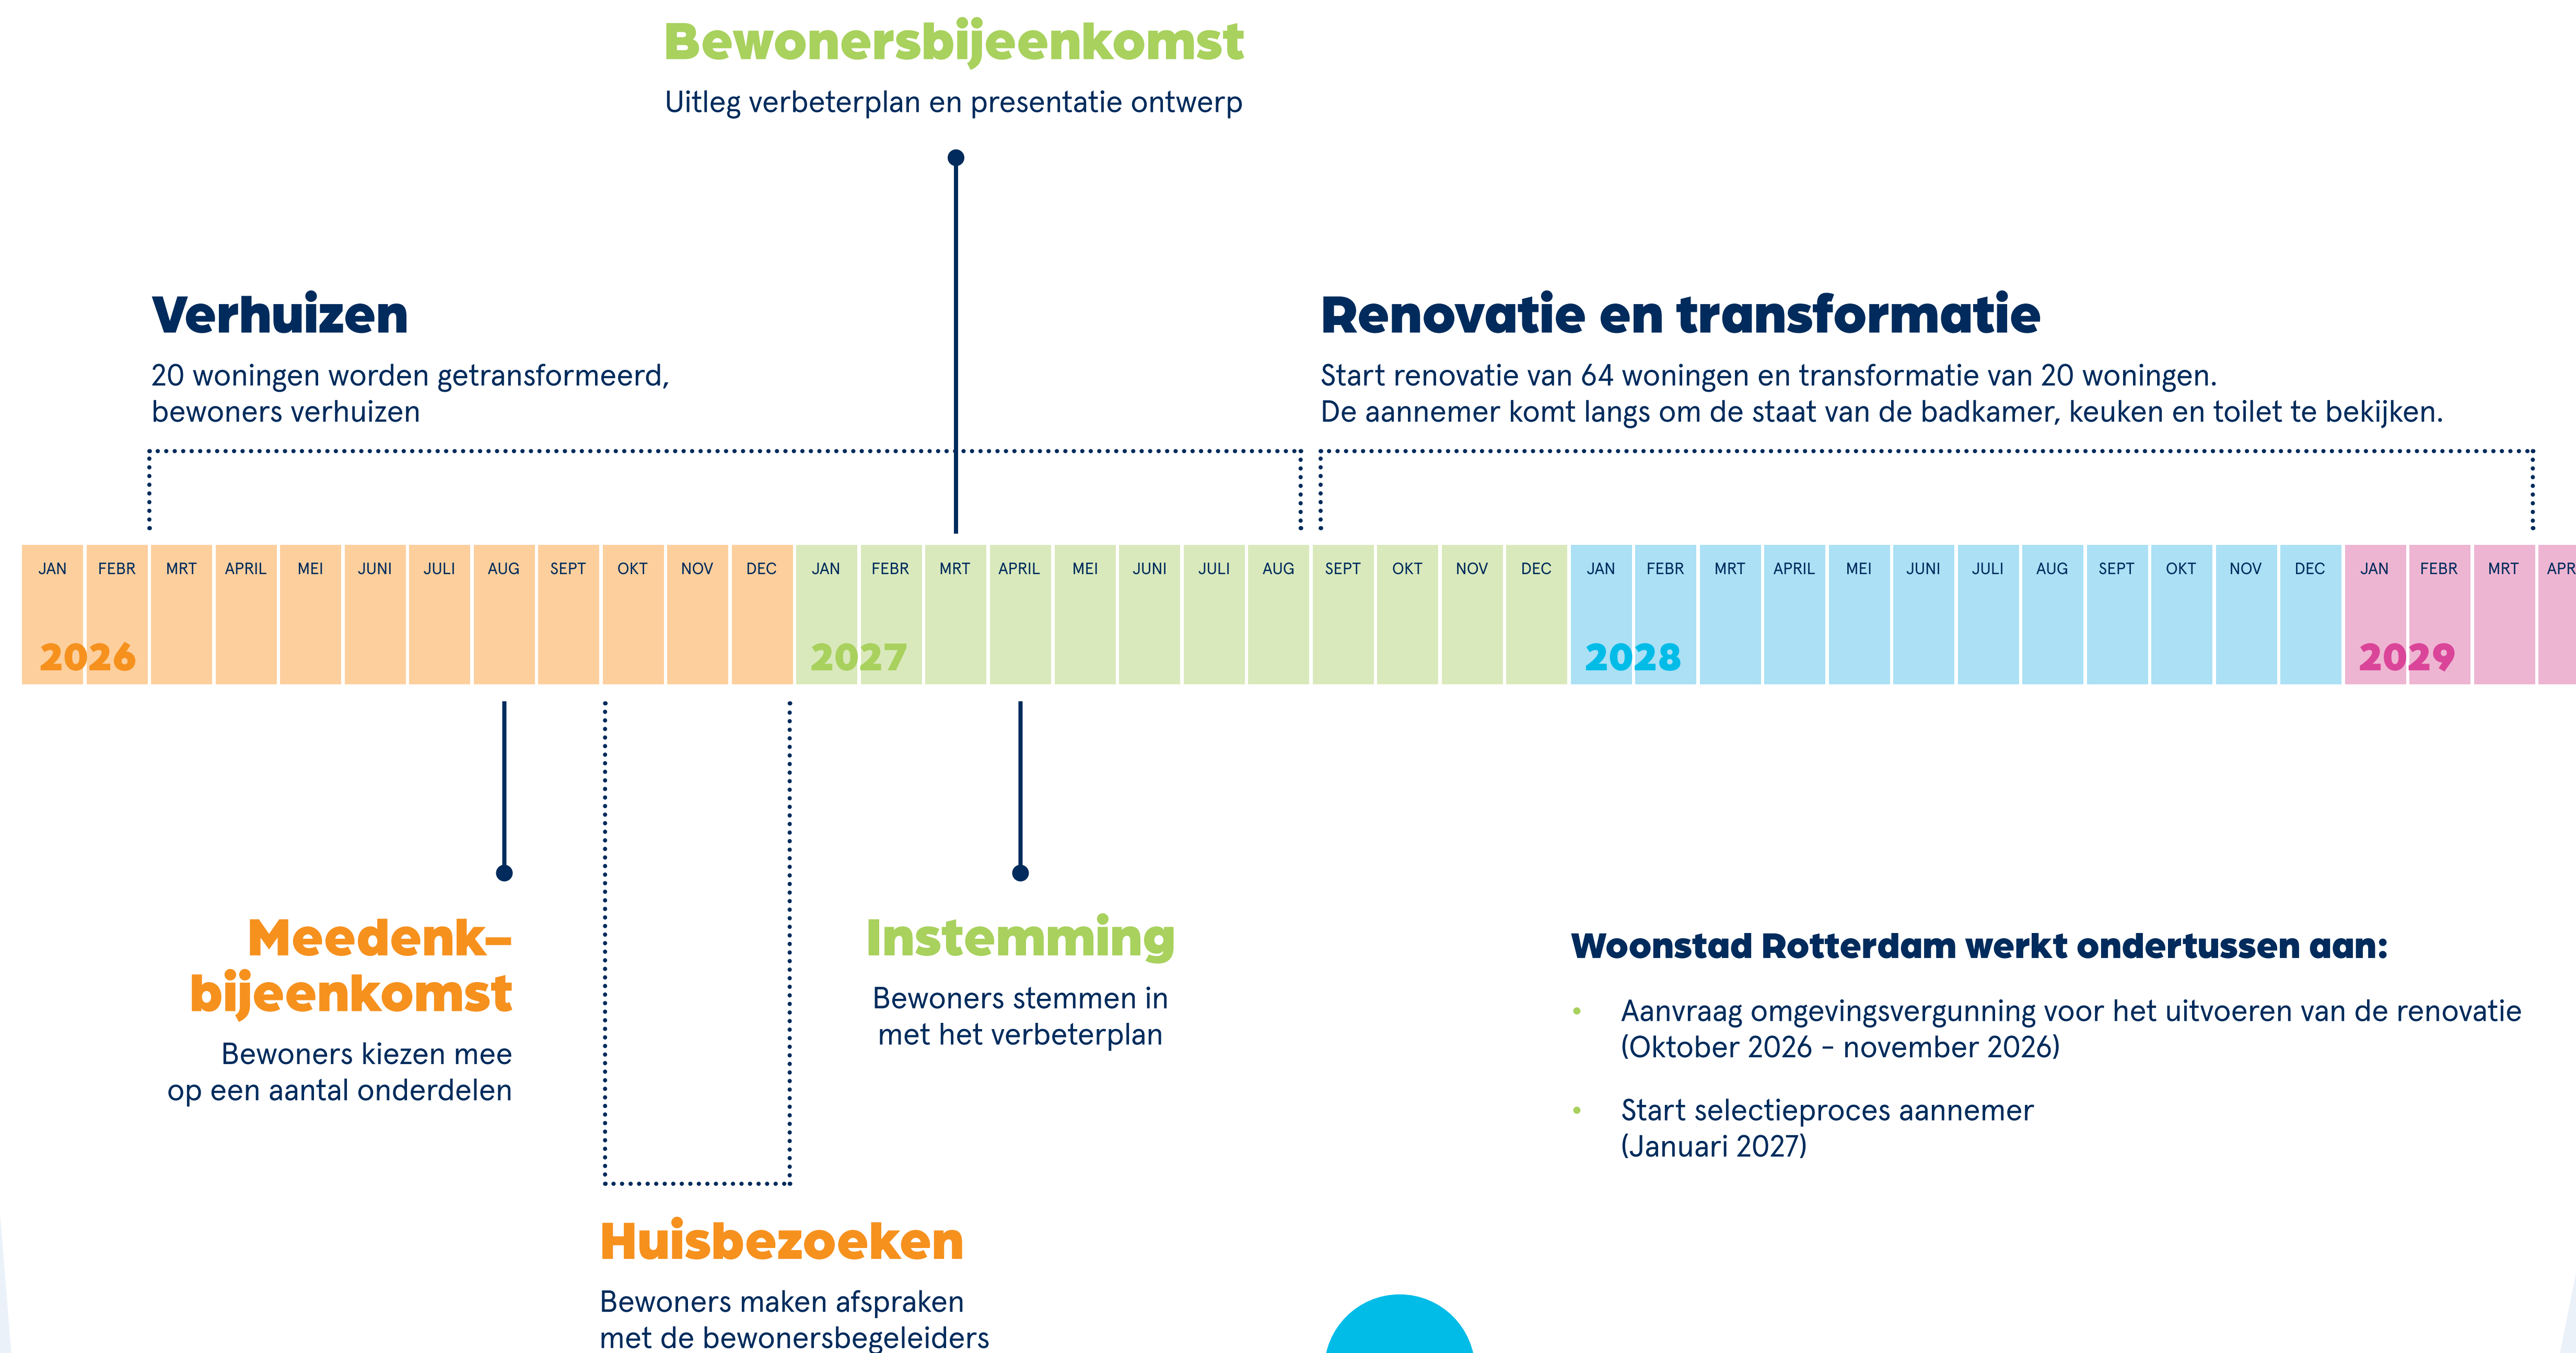 Bewonersbijeenkomst
Uitleg verbeterplan en presentatie ontwerp
Verhuizen
20 woningen worden getransformeerd,
bewoners verhuizen
Renovatie en transformatie
Start renovatie van 64 woningen en transformatie van 20 woningen.
De aannemer komt langs om de staat van de badkamer, keuken en toilet te bekijken.
JAN FEBR MRT APRIL MEI JUNI JULI AUG SEPT OKT NOV DEC JAN FEBR MRT APRIL MEI JUNI JULI AUG SEPT OKT NOV DEC JAN FEBR MRT APRIL MEI JUNI JULI AUG SEPT OKT NOV DEC JAN FEBR MRT APR
2026 2027 2028 2029
Meedenk–
bijeenkomst
Bewoners kiezen mee
op een aantal onderdelen
Instemming
Bewoners stemmen in
met het verbeterplan
Woonstad Rotterdam werkt ondertussen aan:
• Aanvraag omgevingsvergunning voor het uitvoeren van de renovatie
(Oktober 2026 – november 2026)
• Start selectieproces aannemer
(Januari 2027)
Huisbezoeken
Bewoners maken afspraken
met de bewonersbegeleiders